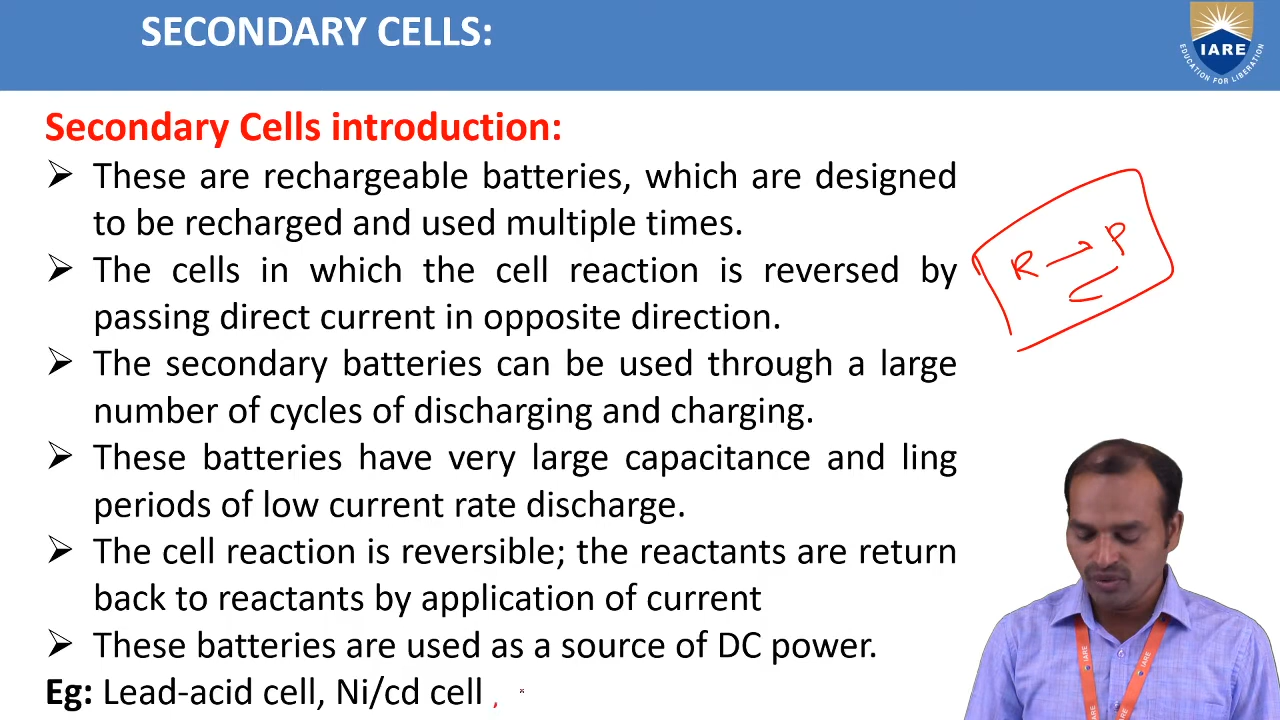 SECONDARY CELLS:
IARE
EDUCATION FOR LIBERATION
Secondary Cells introduction:
➢ These are rechargeable batteries, which are designed
to be recharged and used multiple times.
➢ The cells in which the cell reaction is reversed by
passing direct current in opposite direction.
➢ The secondary batteries can be used through a large
number of cycles of discharging and charging.
➢ These batteries have very large capacitance and ling
periods of low current rate discharge.
➢ The cell reaction is reversible; the reactants are return
back to reactants by application of current
➢ These batteries are used as a source of DC power.
Eg: Lead-acid cell, Ni/cd cell ,
R → P
IARE
IARE